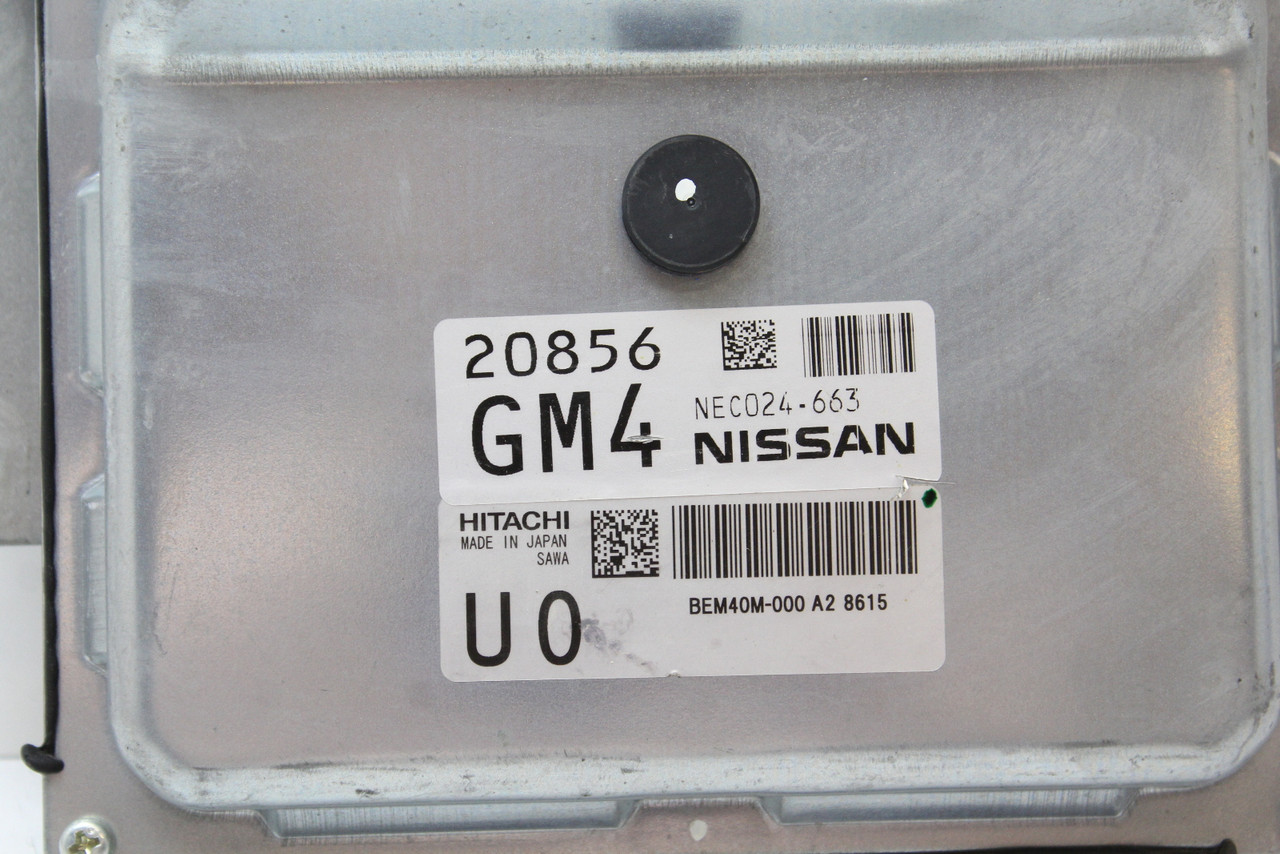 20856
GM4
NEC024-663
NISSAN
HITACHI
MADE IN JAPAN
SAWA
U0
BEM40M-000 A2 8615